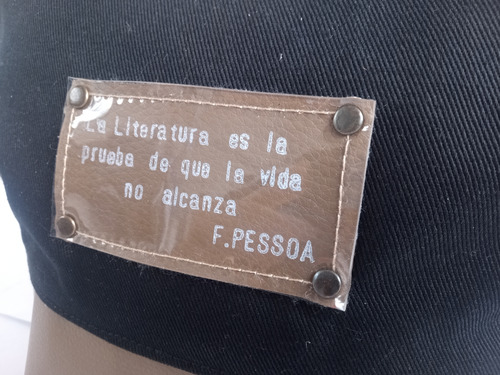 La Literatura es la
prueba de que la vida
no alcanza
F.PESSOA